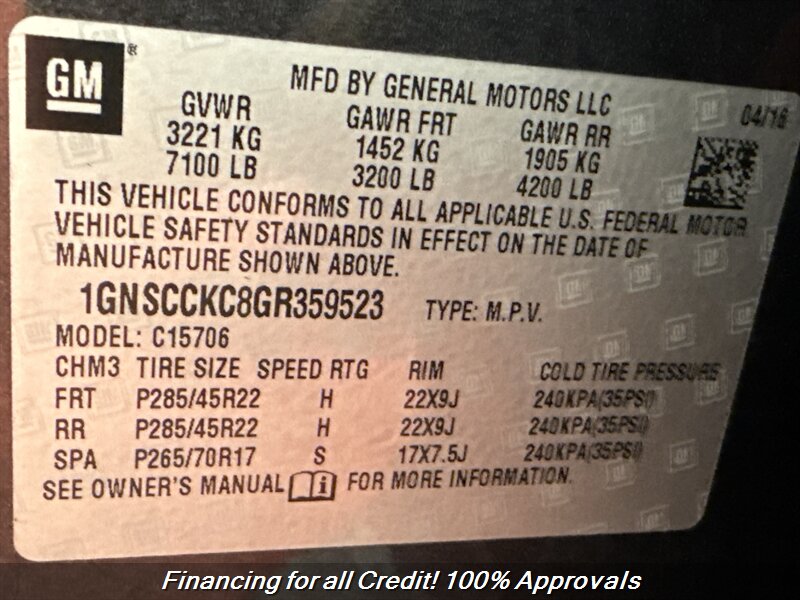 GM ®
MFD BY GENERAL MOTORS LLC
04/16
GVWR GAWR FRT GAWR RR
3221 KG 1452 KG 1905 KG
7100 LB 3200 LB 4200 LB
THIS VEHICLE CONFORMS TO ALL APPLICABLE U.S. FEDERAL MOTOR
VEHICLE SAFETY STANDARDS IN EFFECT ON THE DATE OF
MANUFACTURE SHOWN ABOVE.
1GNSCCKC8GR359523 TYPE: M.P.V.
MODEL: C15706
CHM3 TIRE SIZE SPEED RTG RIM COLD TIRE PRESSURE
FRT P285/45R22 H 22X9J 240KPA(35PSI)
RR P285/45R22 H 22X9J 240KPA(35PSI)
SPA P265/70R17 S 17X7.5J 240KPA(35PSI)
SEE OWNER'S MANUAL i FOR MORE INFORMATION.
Financing for all Credit! 100% Approvals